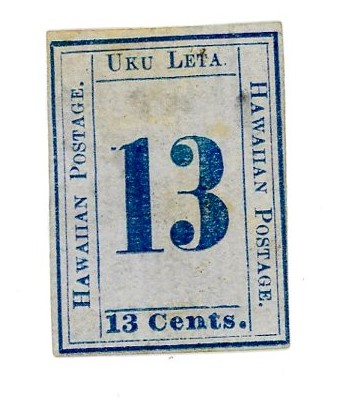 UKU LETA.
HAWAIIAN POSTAGE.
13
HAWAIIAN POSTAGE.
13 Cents.